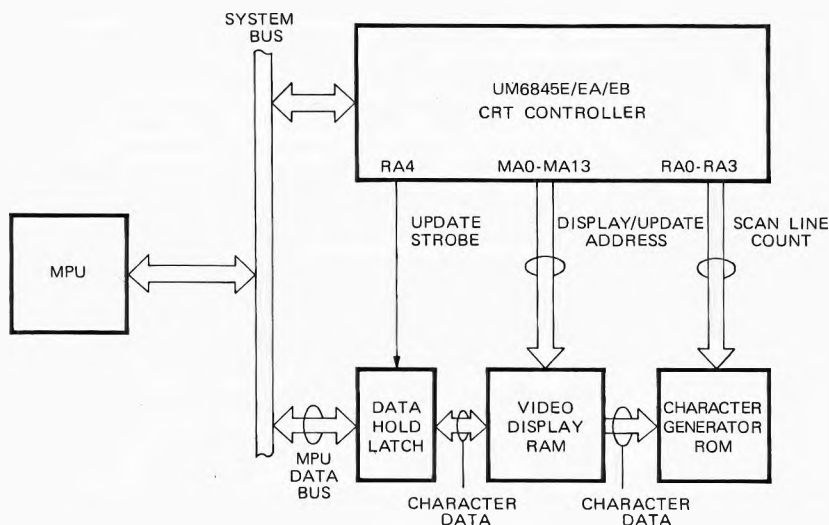 SYSTEM
BUS
UM6845E/EA/EB
CRT CONTROLLER
RA4
MA0-MA13
RA0-RA3
UPDATE
STROBE
DISPLAY/UPDATE
ADDRESS
SCAN LINE
COUNT
MPU
DATA
HOLD
LATCH
VIDEO
DISPLAY
RAM
CHARACTER
GENERATOR
ROM
MPU
DATA
BUS
CHARACTER
DATA
CHARACTER
DATA